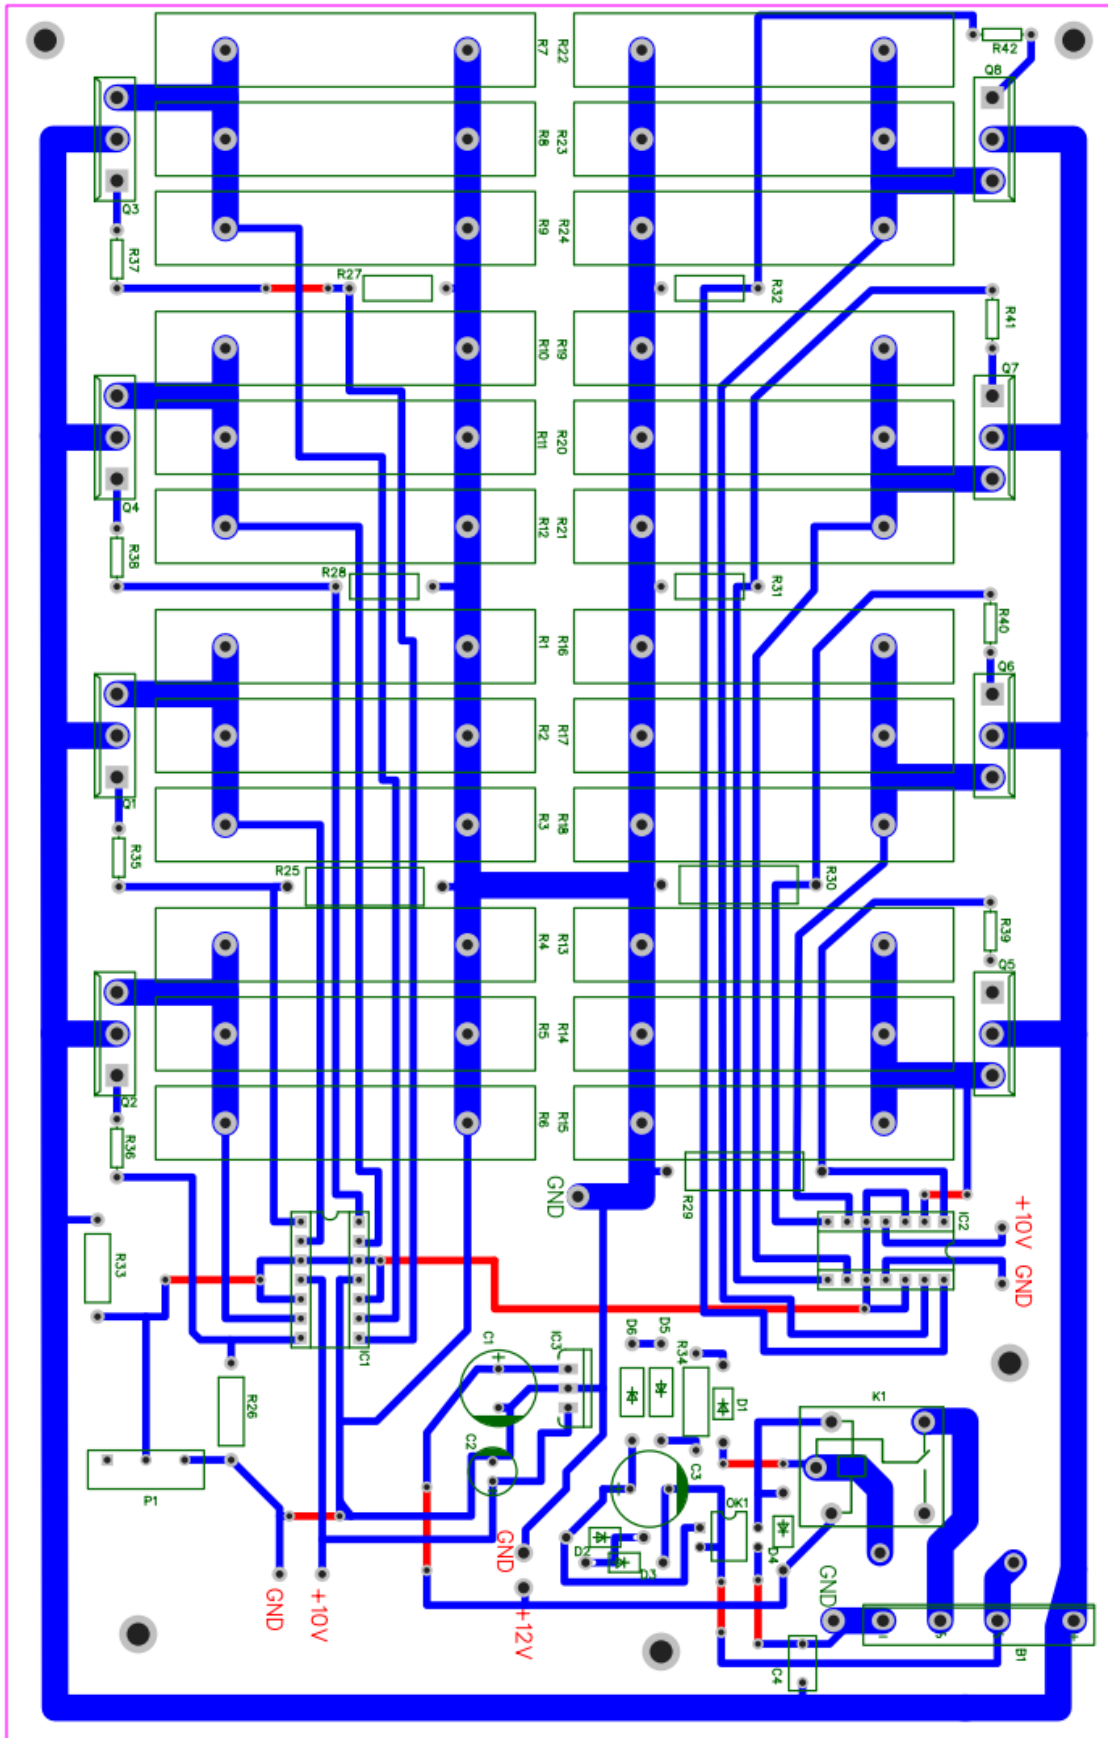 R7
R22
R42
Q8
R8
R23
Q3
R9
R24
R37
R27
R32
R41
R10
R19
Q7
R11
R20
Q4
R12
R21
R38
R28
R31
R40
R1
R16
Q6
R2
R17
Q1
R3
R18
R35
R25
R30
R39
R4
R13
Q5
R5
R14
Q2
R6
R15
R36
GND
R29
IC2
+10V
GND
R33
IC1
C1
+
IC3
D6
D5
R34
D1
K1
R26
C2
C3
+
P1
OK1
D2
D3
D4
GND
GND
+10V
GND
+12V
C4
B1